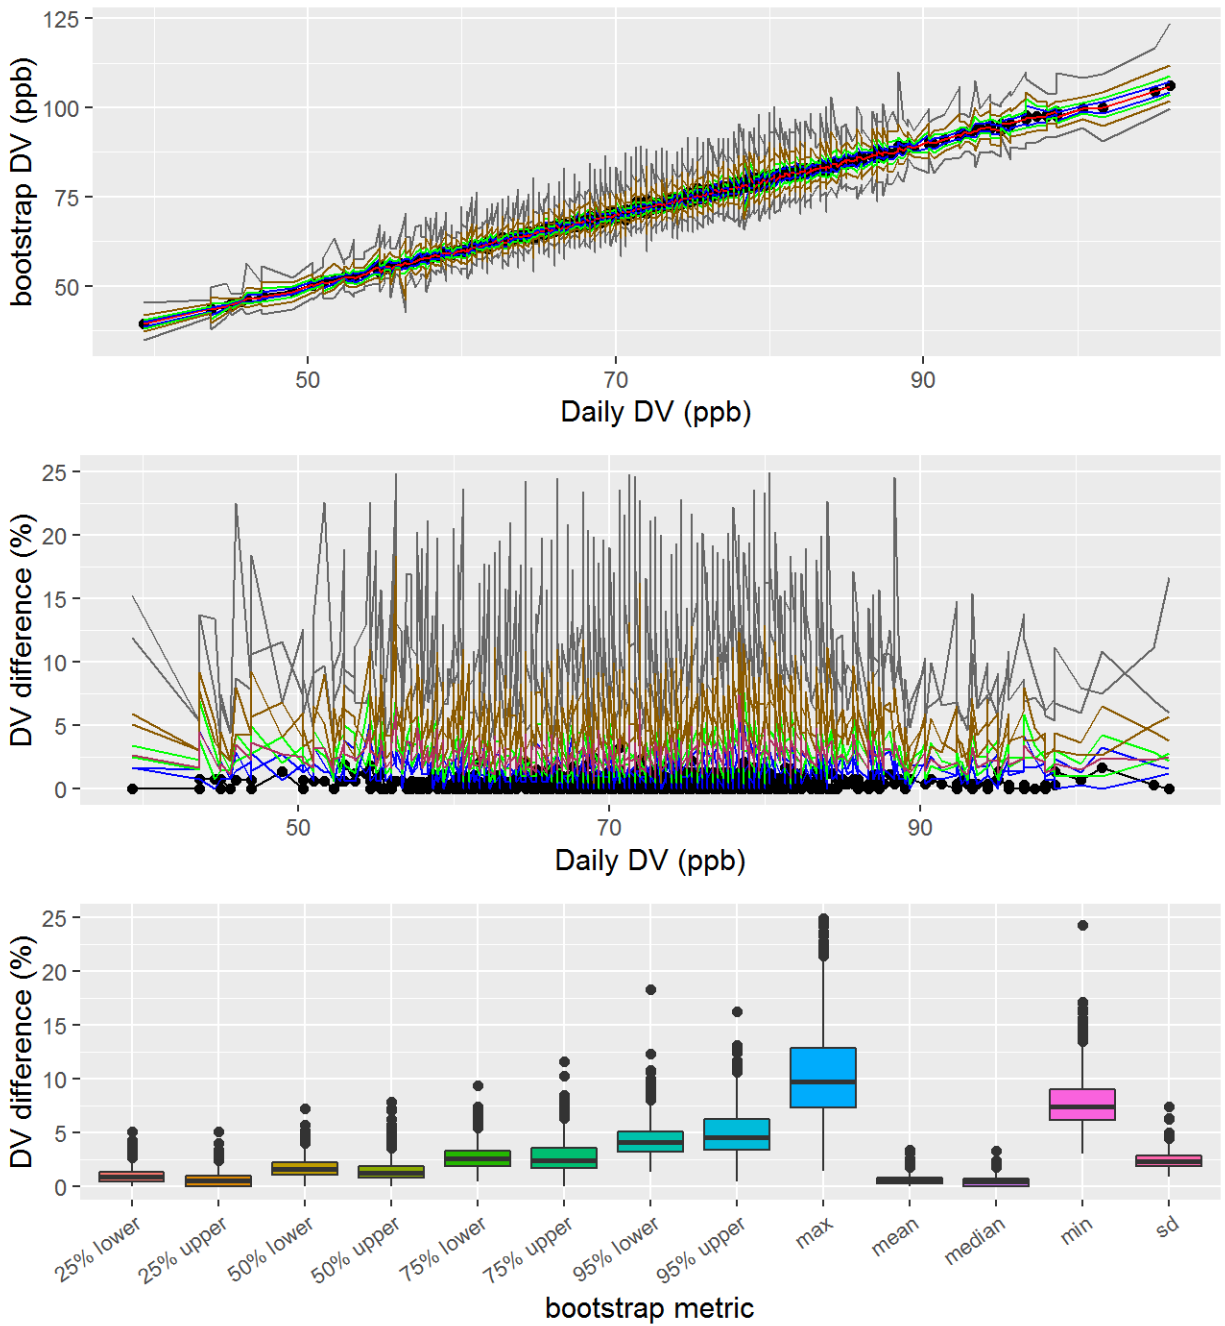 125
100
75
50
bootstrap DV (ppb)
50 70 90
Daily DV (ppb)
25
20
15
10
5
0
DV difference (%)
50 70 90
Daily DV (ppb)
25
20
15
10
5
0
DV difference (%)
25% lower
25% upper
50% lower
50% upper
75% lower
75% upper
95% lower
95% upper
max
mean
median
min
sd
bootstrap metric